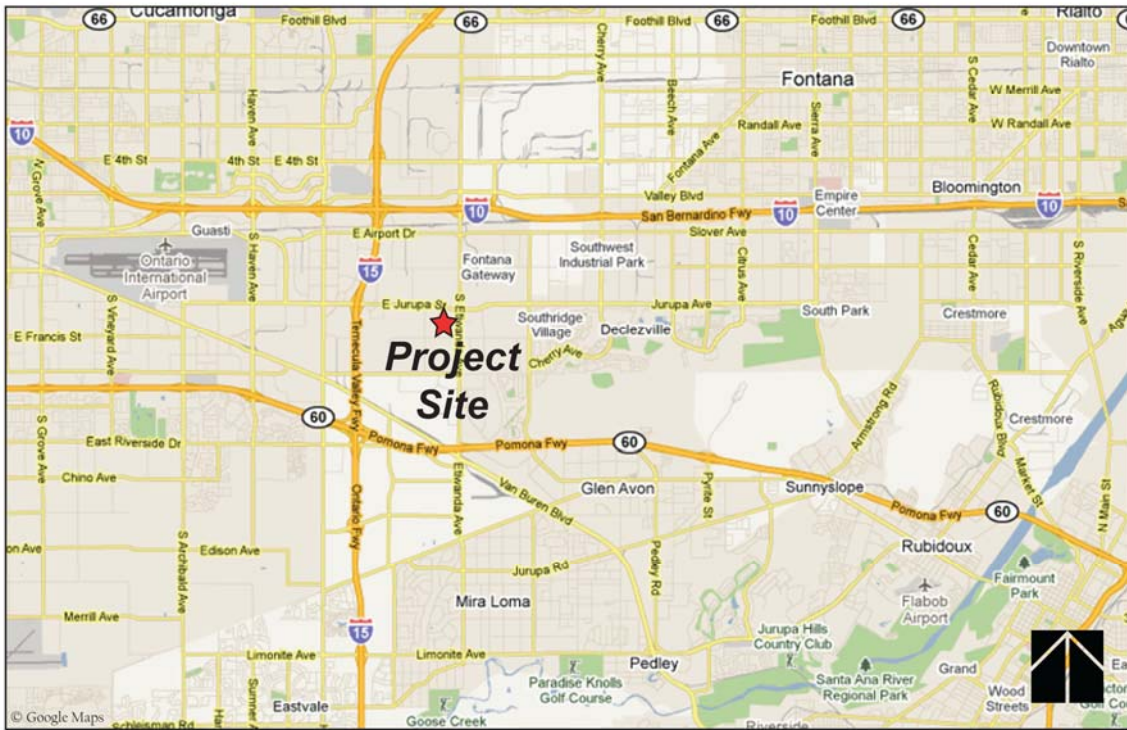 Cucamonga
66
Foothill Blvd
66
Foothill Blvd
66
Foothill Blvd
66
Rialto
Downtown
Rialto
Haven Ave
Cherry Ave
Beech Ave
Fontana
Sierra Ave
S Cedar Ave
W Merrill Ave
Randall Ave
W Randall Ave
Fontana Ave
10
N Grove Ave
E 4th St
4th St
E 4th St
Valley Blvd
Empire
Center
Bloomington
10
San Bernardino Fwy
10
10
Guasti
E Airport Dr
Slover Ave
Ontario
International
Airport
S Haven Ave
15
Fontana
Gateway
Southwest
Industrial Park
Citrus Ave
Cedar Ave
S Riverside Ave
E Jurupa St
S Etiwanda Ave
Jurupa Ave
South Park
Crestmore
E Francis St
S Vineyard Ave
Southridge
Village
Declezville
Cherry Ave
Project
Site
Temecula Valley Fwy
60
Pomona Fwy
Pomona Fwy
60
Armstrong Rd
Rubidoux Blvd
Crestmore
S Grove Ave
East Riverside Dr
Chino Ave
Ontario Fwy
Etiwanda Ave
Van Buren Blvd
Glen Avon
Pyrite St
Sunnyslope
Pomona Fwy
60
Market St
N Main St
S Archibald Ave
Edison Ave
Jurupa Rd
Pedley Rd
Rubidoux
Fairmount
Park
Flabob
Airport
Merrill Ave
Mira Loma
15
Limonite Ave
Limonite Ave
Pedley
Jurupa Hills
Country Club
Paradise Knolls
Golf Course
Santa Ana River
Regional Park
Grand
Wood
Streets
Eastvale
Goose Creek
Riverside
© Google Maps
Schleisman Rd